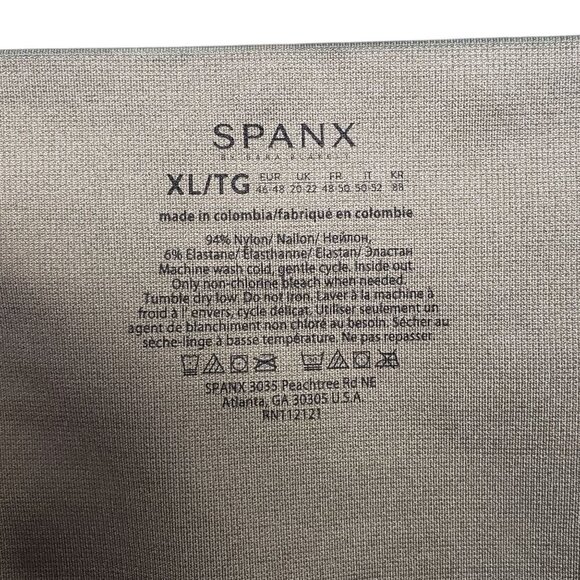 SPANX
BY SARA BLAKELY
XL/TG EUR 46-48 UK 20-22 FR 48-50 IT 50-52 KR 88
made in colombia/fabriqué en colombie
94% Nylon/ Nailon/ Нейлон,
6% Elastane/ Elasthanne/ Elastan/ Эластан
Machine wash cold, gentle cycle. Inside out.
Only non-chlorine bleach when needed.
Tumble dry low. Do not iron. Laver à la machine à
froid à l' envers, cycle délicat. Utiliser seulement un
agent de blanchiment non chloré au besoin. Sécher au
sèche-linge à basse température. Ne pas repasser.
SPANX 3035 Peachtree Rd NE
Atlanta, GA 30305 U.S.A.
RN112121